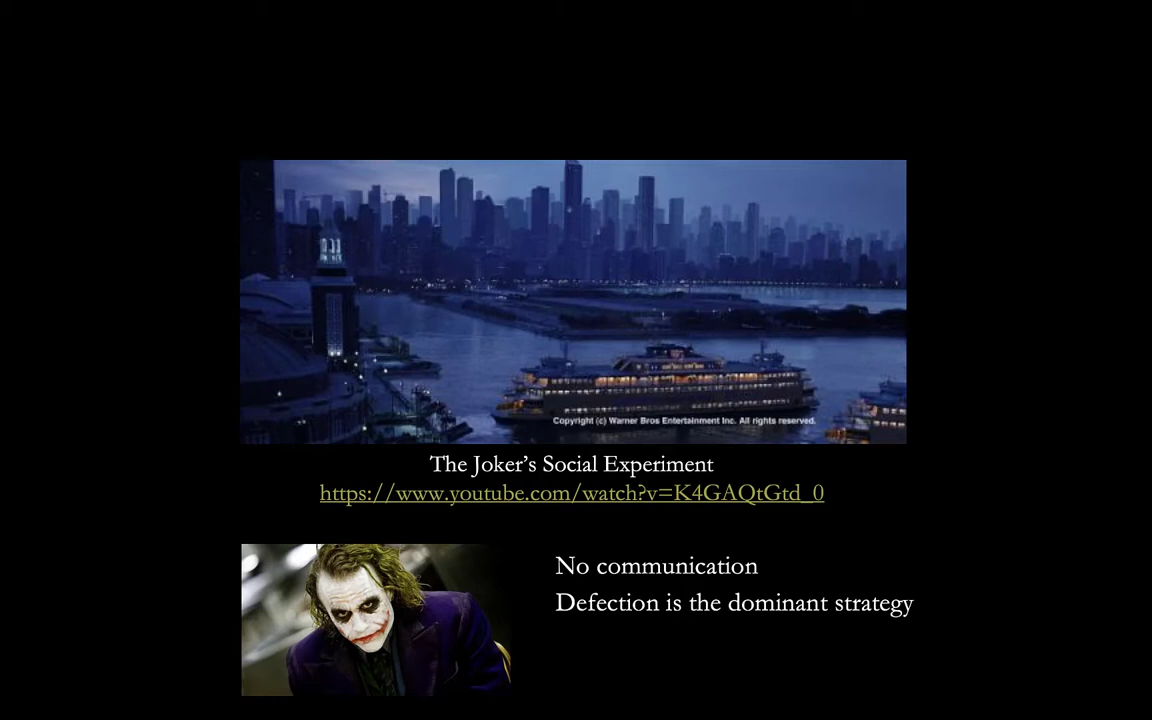 Copyright (c) Warner Bros Entertainment Inc. All rights reserved.
The Joker’s Social Experiment
https://www.youtube.com/watch?v=K4GAQtGtd_0
No communication
Defection is the dominant strategy